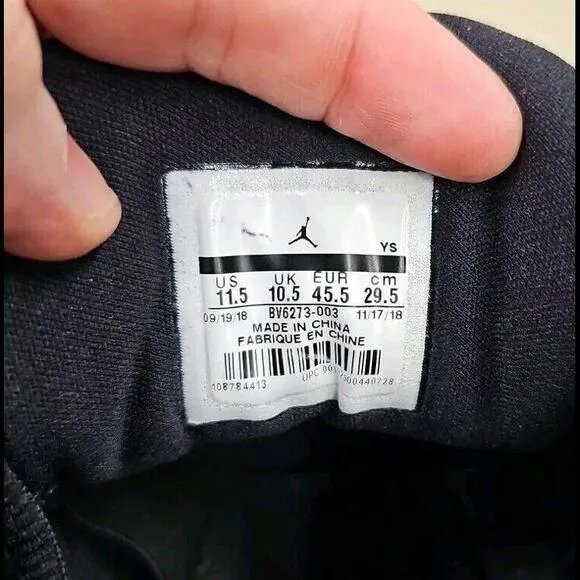 YS
US UK EUR cm
11.5 10.5 45.5 29.5
09/19/18 BV6273-003 11/17/18
MADE IN CHINA
FABRIQUE EN CHINE
108784413 UPC